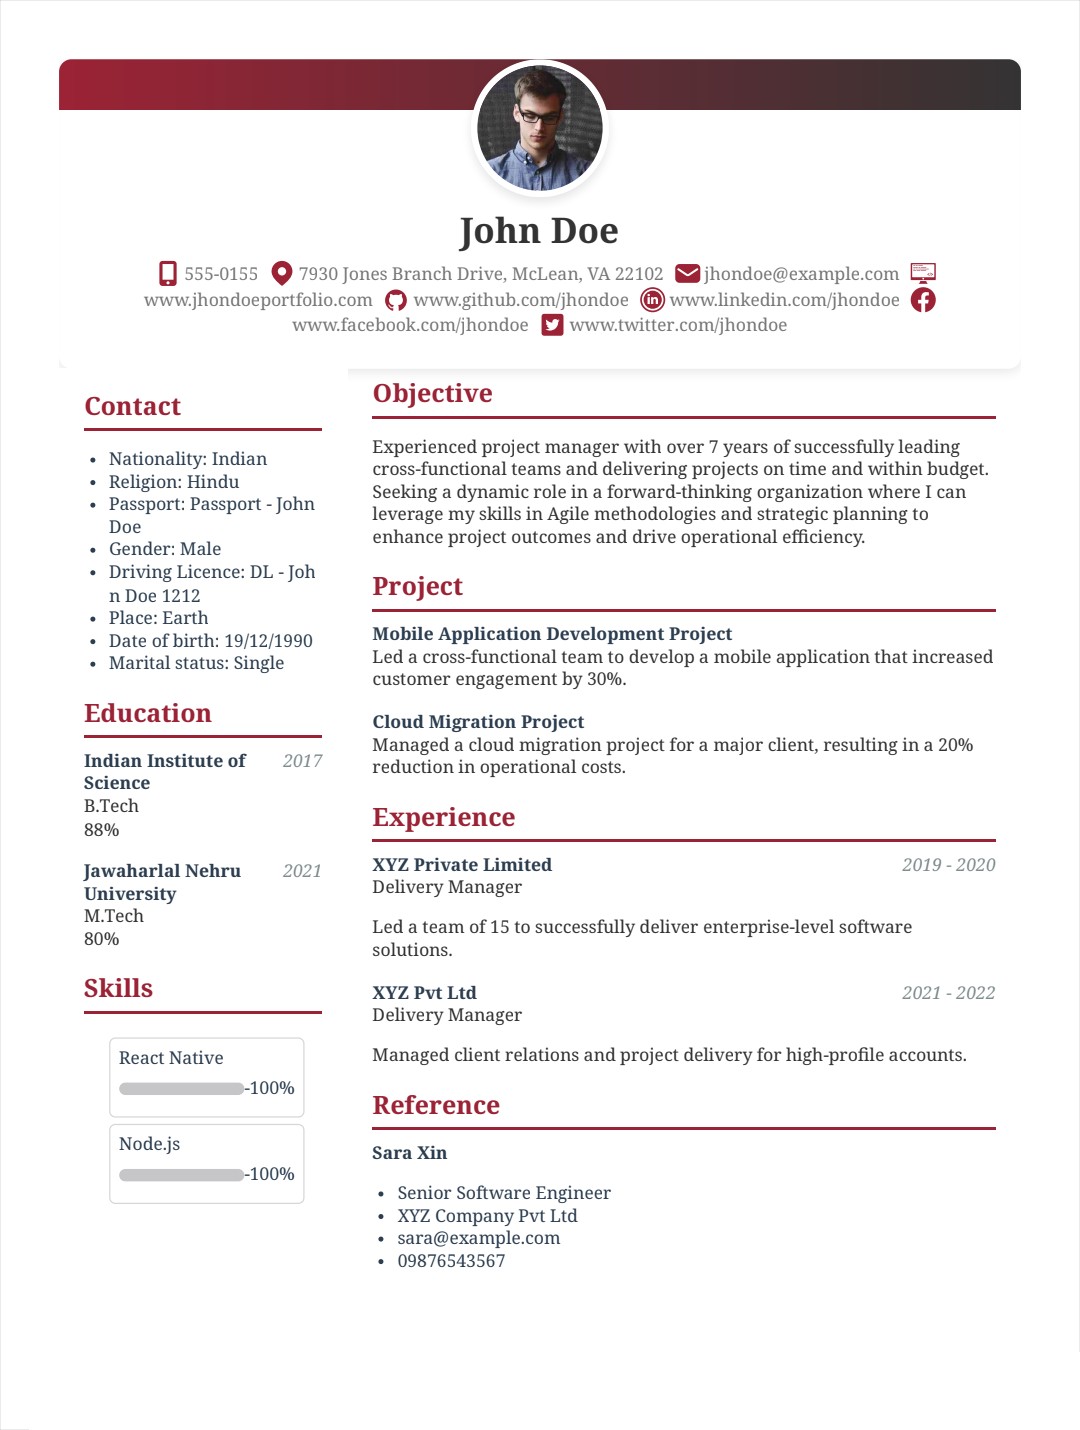 John Doe
555-0155 7930 Jones Branch Drive, McLean, VA 22102 jhondoe@example.com
www.jhondoeportfolio.com www.github.com/jhondoe www.linkedin.com/jhondoe
www.facebook.com/jhondoe www.twitter.com/jhondoe
Contact
• Nationality: Indian
• Religion: Hindu
• Passport: Passport - John
Doe
• Gender: Male
• Driving Licence: DL - Joh
n Doe 1212
• Place: Earth
• Date of birth: 19/12/1990
• Marital status: Single
Education
Indian Institute of 2017
Science
B.Tech
88%
Jawaharlal Nehru 2021
University
M.Tech
80%
Skills
React Native
-100%
Node.js
-100%
Objective
Experienced project manager with over 7 years of successfully leading
cross-functional teams and delivering projects on time and within budget.
Seeking a dynamic role in a forward-thinking organization where I can
leverage my skills in Agile methodologies and strategic planning to
enhance project outcomes and drive operational efficiency.
Project
Mobile Application Development Project
Led a cross-functional team to develop a mobile application that increased
customer engagement by 30%.
Cloud Migration Project
Managed a cloud migration project for a major client, resulting in a 20%
reduction in operational costs.
Experience
XYZ Private Limited 2019 - 2020
Delivery Manager
Led a team of 15 to successfully deliver enterprise-level software
solutions.
XYZ Pvt Ltd 2021 - 2022
Delivery Manager
Managed client relations and project delivery for high-profile accounts.
Reference
Sara Xin
• Senior Software Engineer
• XYZ Company Pvt Ltd
• sara@example.com
• 09876543567